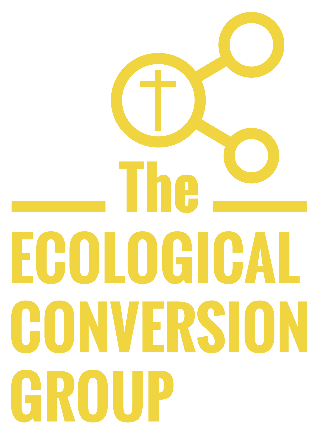 The
ECOLOGICAL
CONVERSION
GROUP